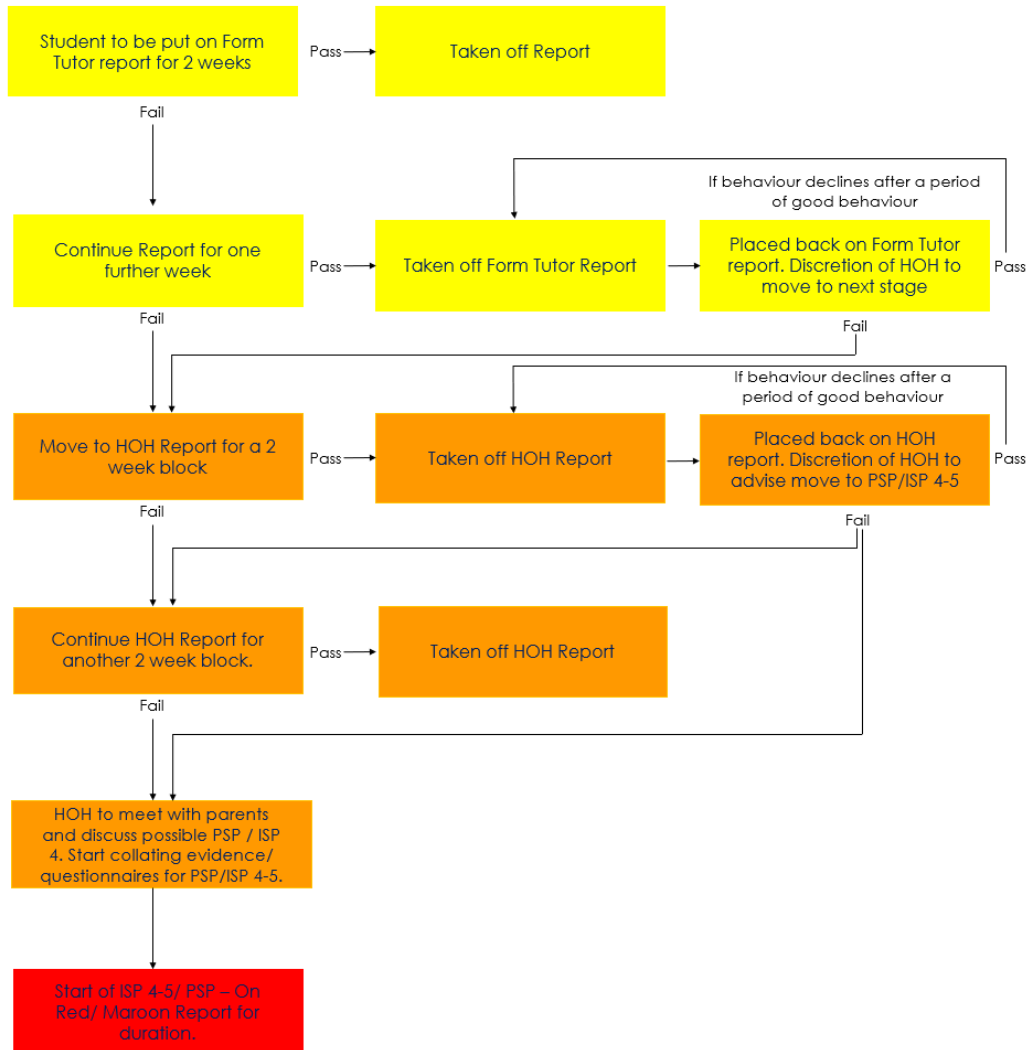 Student to be put on Form
Tutor report for 2 weeks
Pass
Taken off Report
Fail
If behaviour declines after a period
of good behaviour
Continue Report for one
further week
Pass
Taken off Form Tutor Report
Placed back on Form Tutor
report. Discretion of HOH to
move to next stage
Pass
Fail
Fail
If behaviour declines after a
period of good behaviour
Move to HOH Report for a 2
week block
Pass
Taken off HOH Report
Placed back on HOH
report. Discretion of HOH to
advise move to PSP/ISP 4-5
Pass
Fail
Fail
Continue HOH Report for
another 2 week block.
Pass
Taken off HOH Report
Fail
HOH to meet with parents
and discuss possible PSP / ISP
4. Start collating evidence/
questionnaires for PSP/ISP 4-5.
Start of ISP 4-5/ PSP – On
Red/ Maroon Report for
duration.